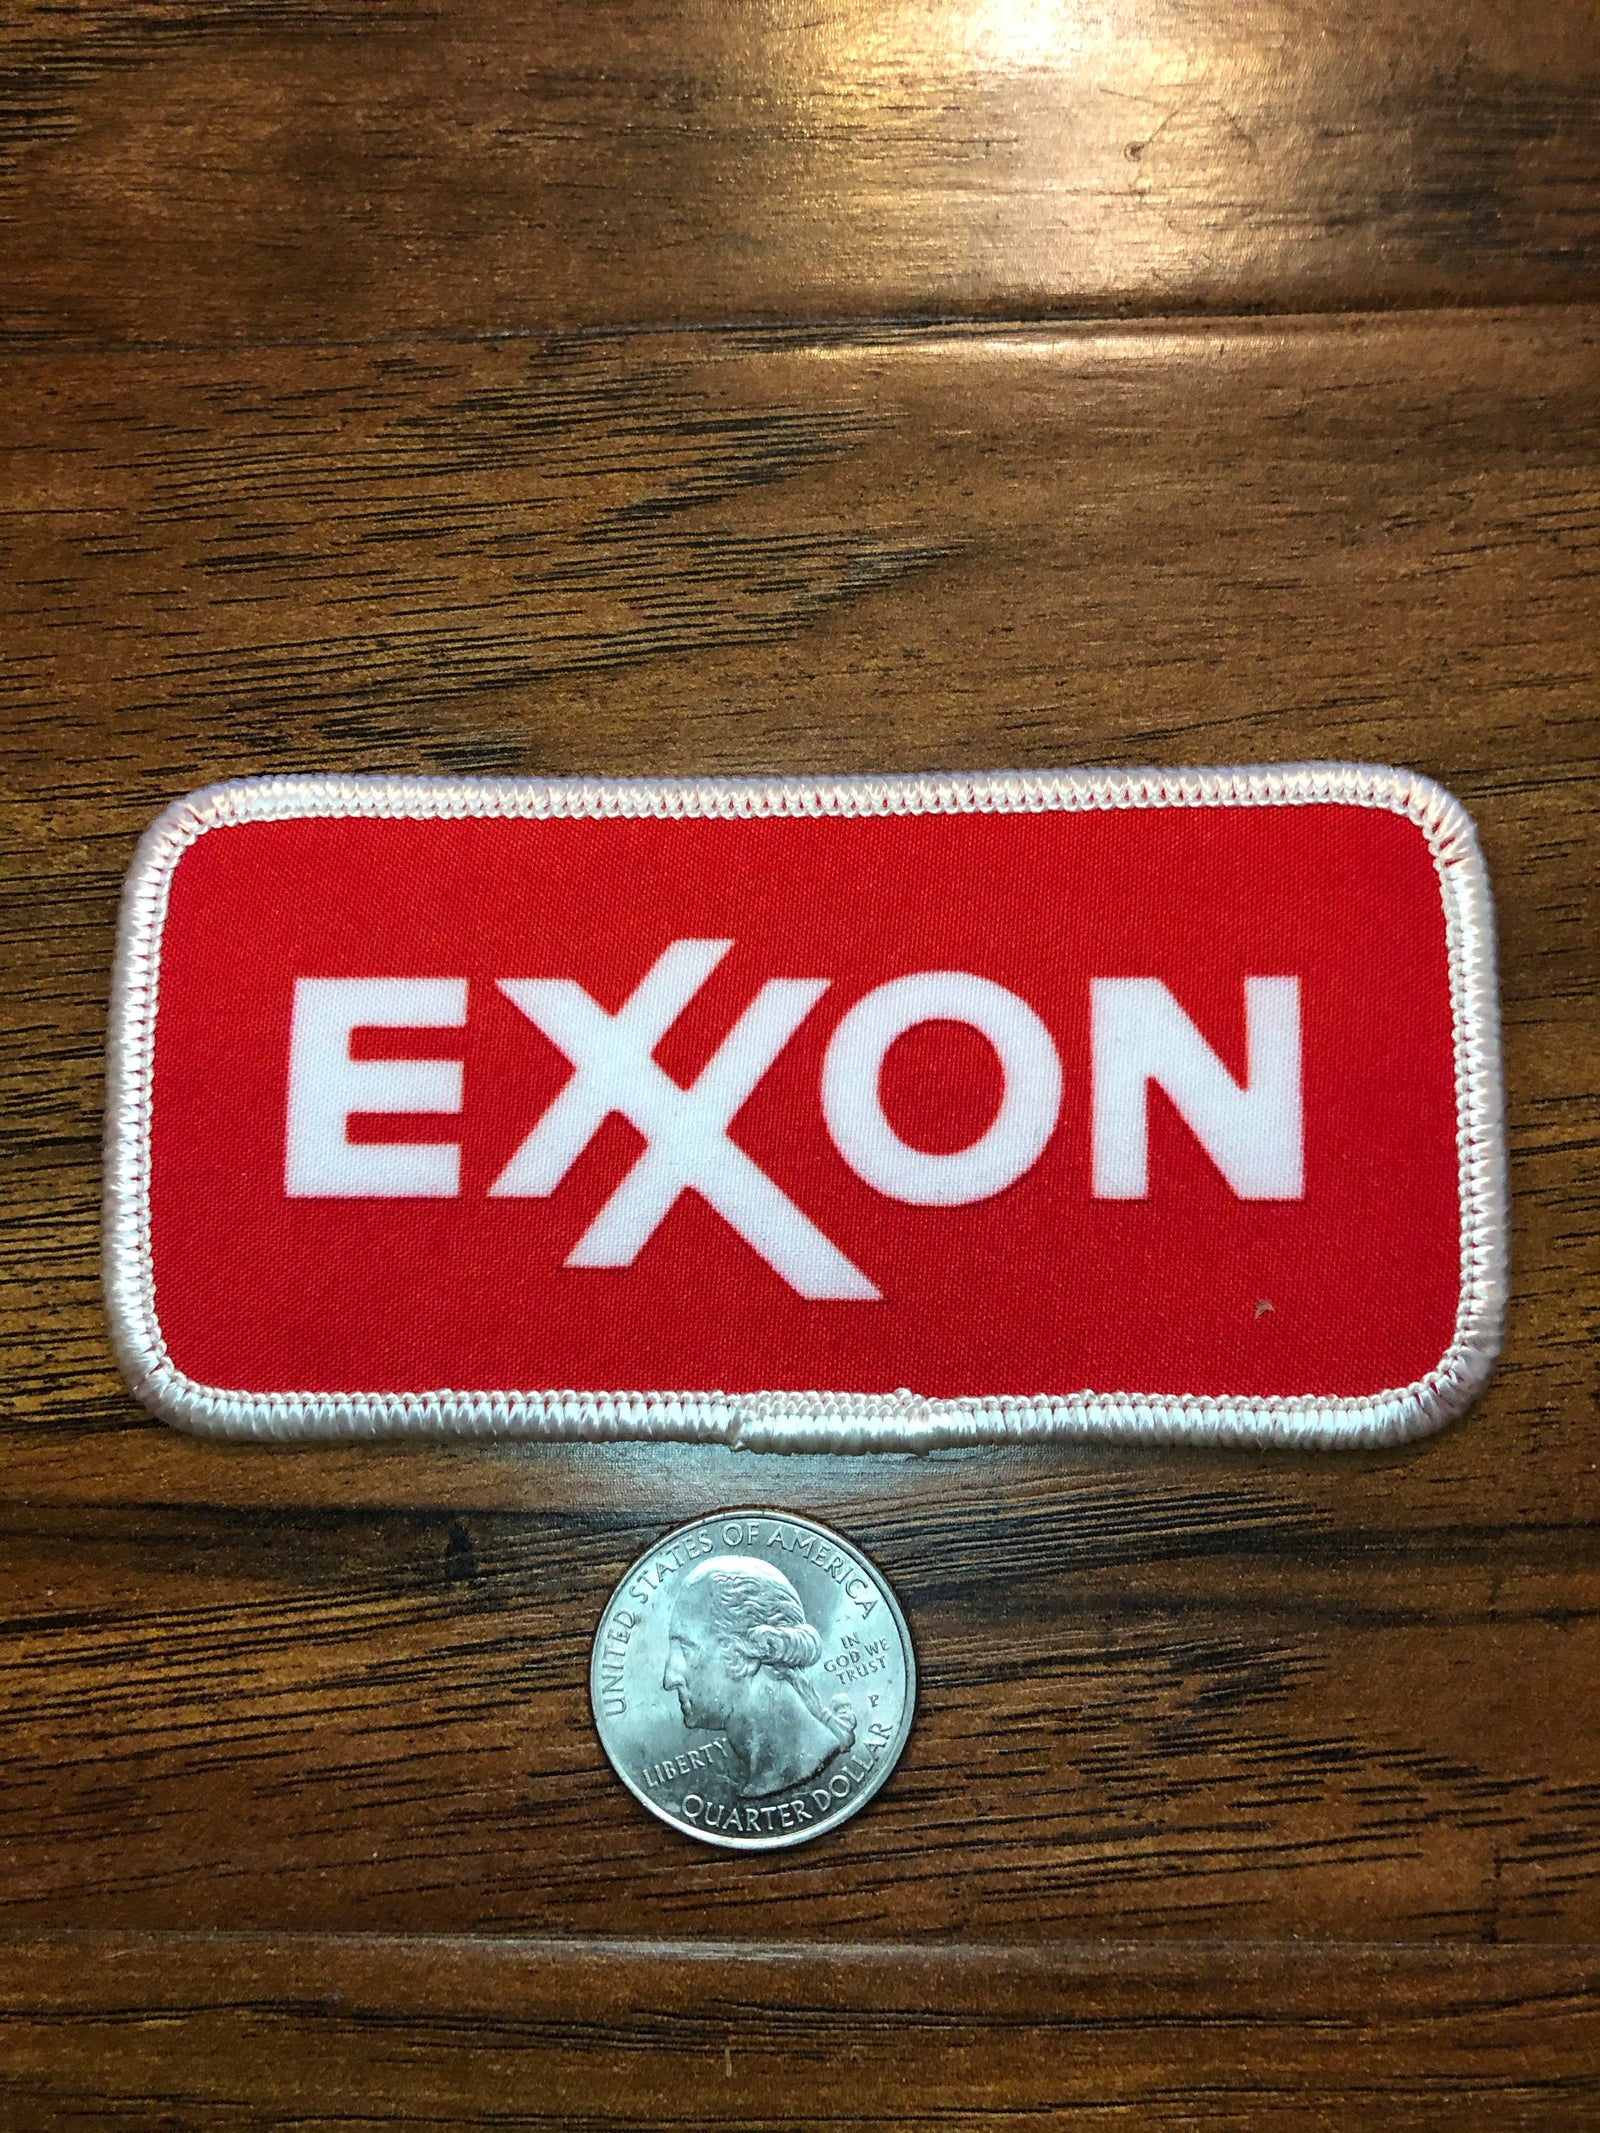 EXXON
UNITED STATES OF AMERICA
IN
GOD WE
TRUST
P
LIBERTY
QUARTER DOLLAR